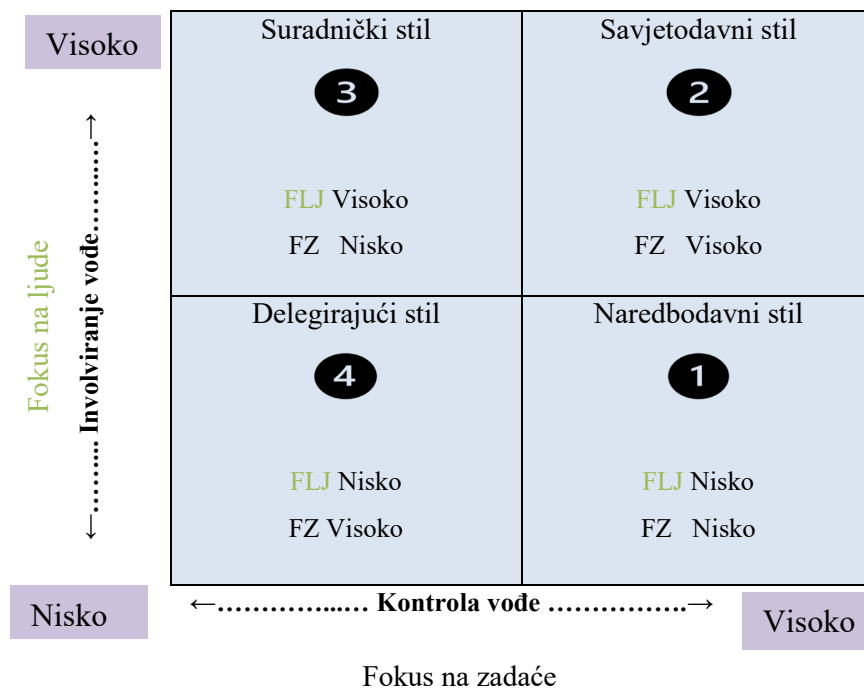 Visoko
Suradnički stil
Savjetodavni stil
3
2
FLJ Visoko
FLJ Visoko
FZ Nisko
FZ Visoko
Fokus na ljude
←…….. Involviranje vođe……..…→
Delegirajući stil
Naredbodavni stil
4
1
FLJ Nisko
FLJ Nisko
FZ Visoko
FZ Nisko
Nisko
←…………...… Kontrola vođe …………….→
Visoko
Fokus na zadaće